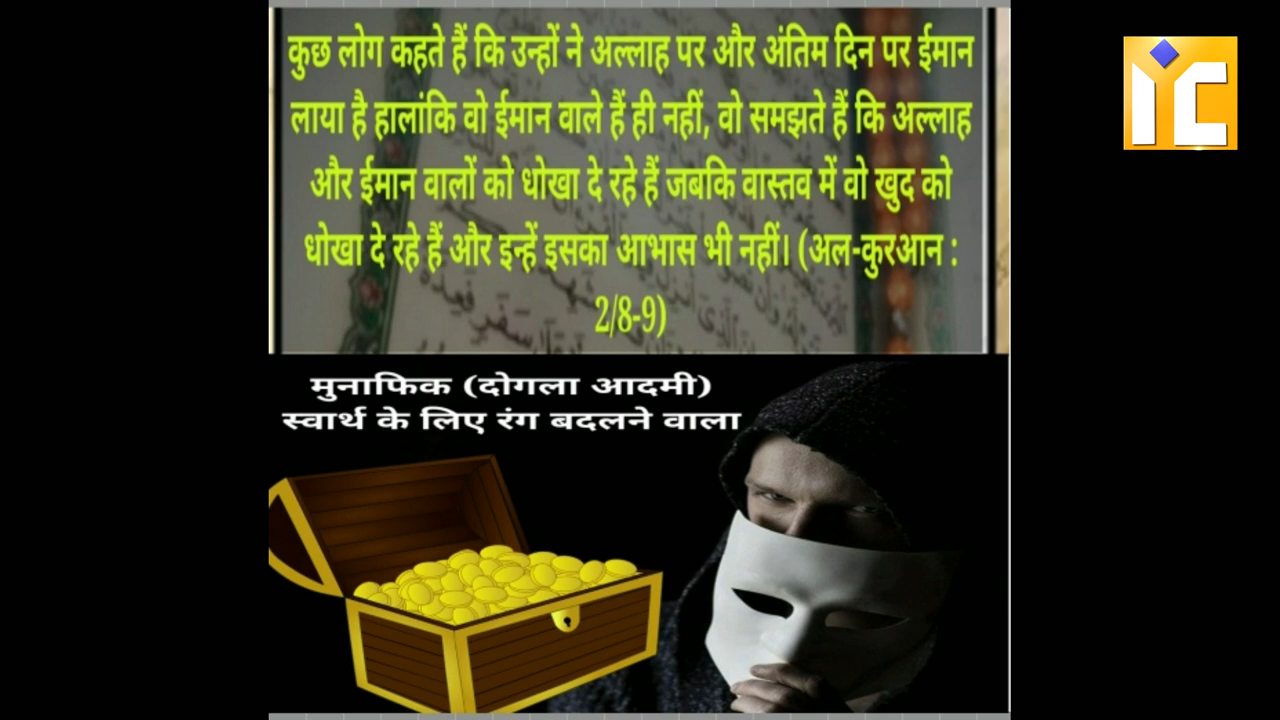 कुछ लोग कहते हैं कि उन्हों ने अल्लाह पर और अंतिम दिन पर ईमान
लाया है हालांकि वो ईमान वाले हैं ही नहीं, वो समझते हैं कि अल्लाह
और ईमान वालों को धोखा दे रहे हैं जबकि वास्तव में वो खुद को
धोखा दे रहे हैं और इन्हें इसका आभास भी नहीं। (अल-कुरआन :
2/8-9)
मुनाफिक (दोगला आदमी)
स्वार्थ के लिए रंग बदलने वाला
YC